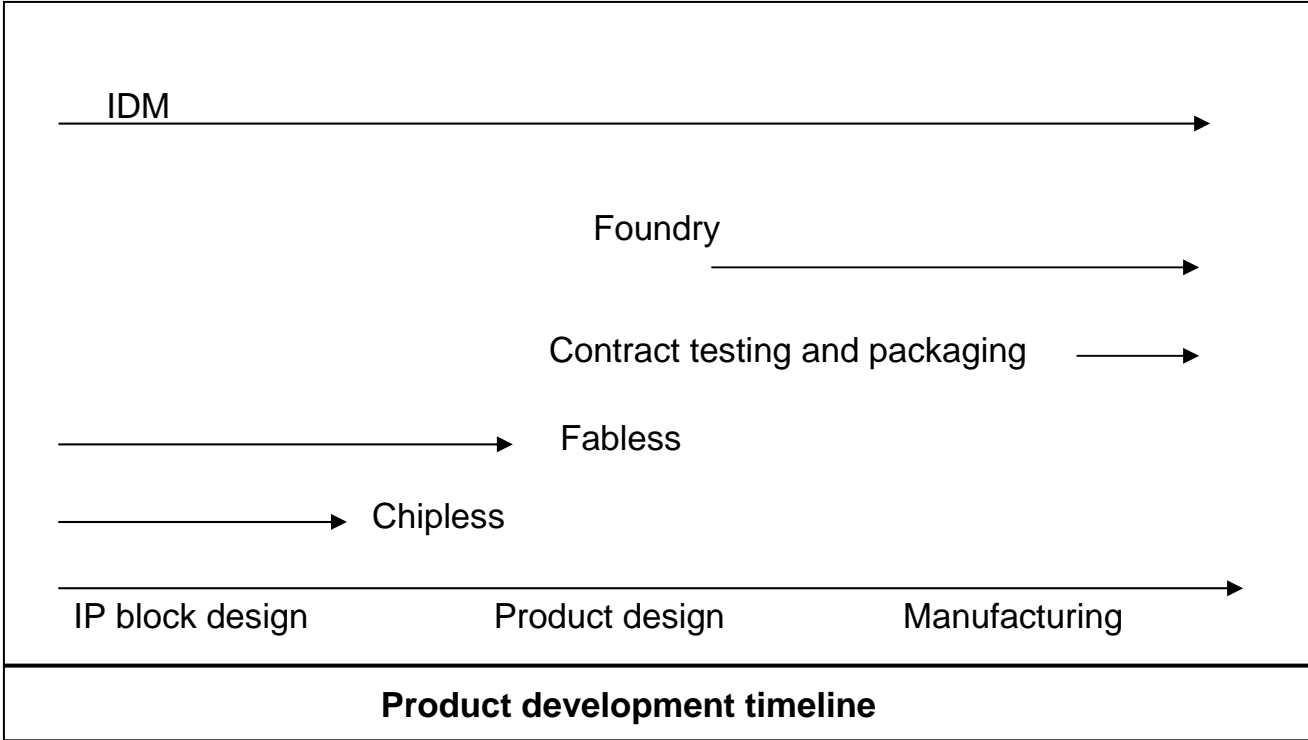 IDM
Foundry
Contract testing and packaging
Fabless
Chipless
IP block design Product design Manufacturing
Product development timeline